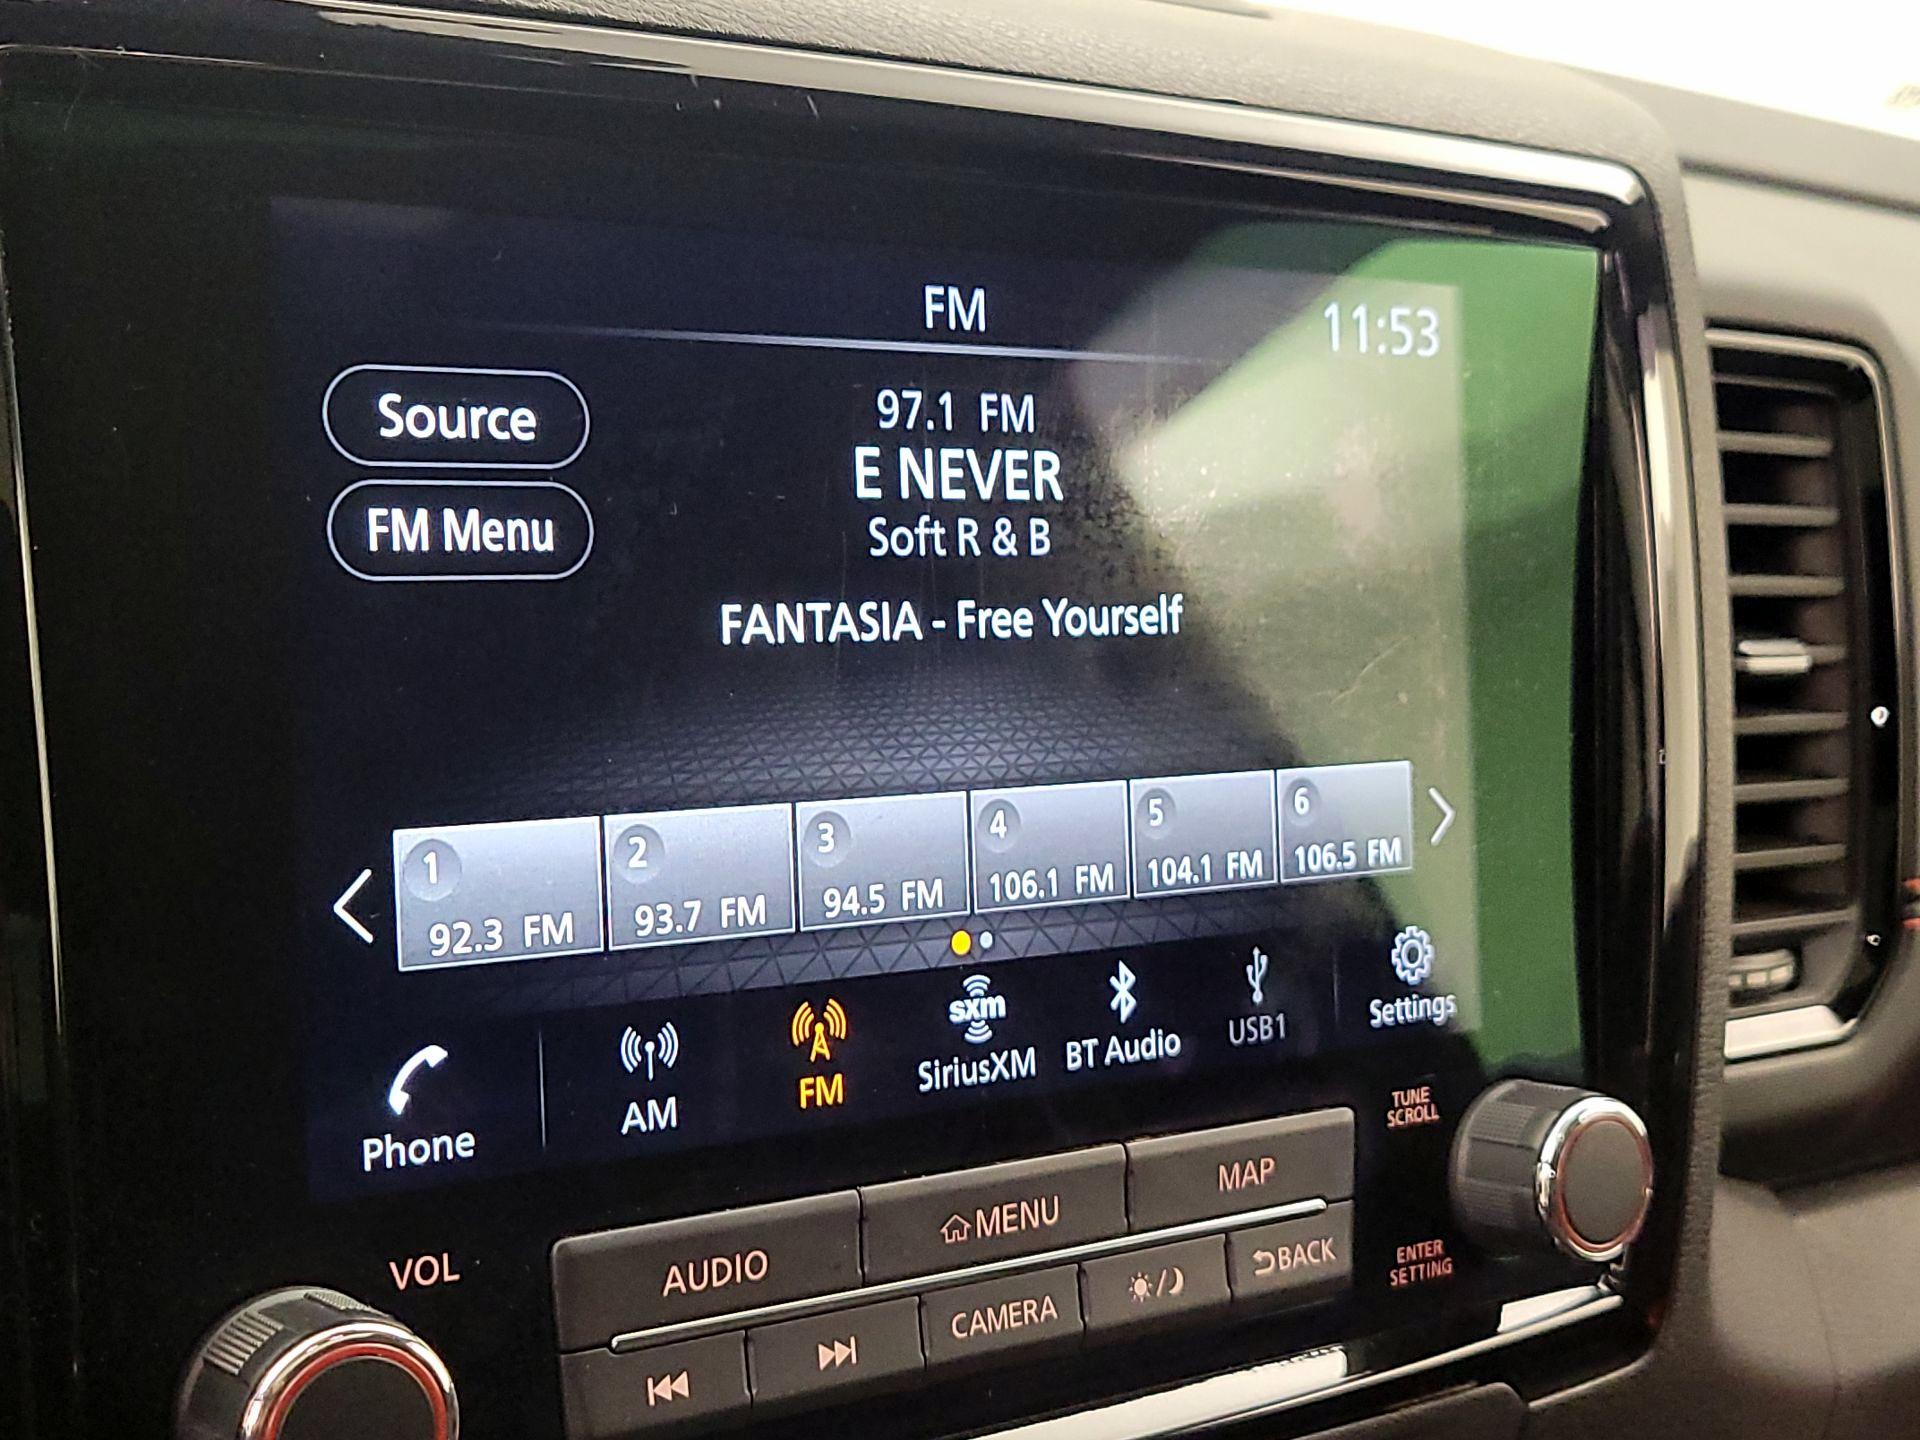 FM
11:53
Source
FM Menu
97.1 FM
E NEVER
Soft R & B
FANTASIA - Free Yourself
1
92.3 FM
2
93.7 FM
3
94.5 FM
4
106.1 FM
5
104.1 FM
6
106.5 FM
Phone
AM
FM
sxm
SiriusXM
BT Audio
USB1
Settings
VOL
AUDIO
MENU
MAP
CAMERA
BACK
TUNE
SCROLL
ENTER
SETTING